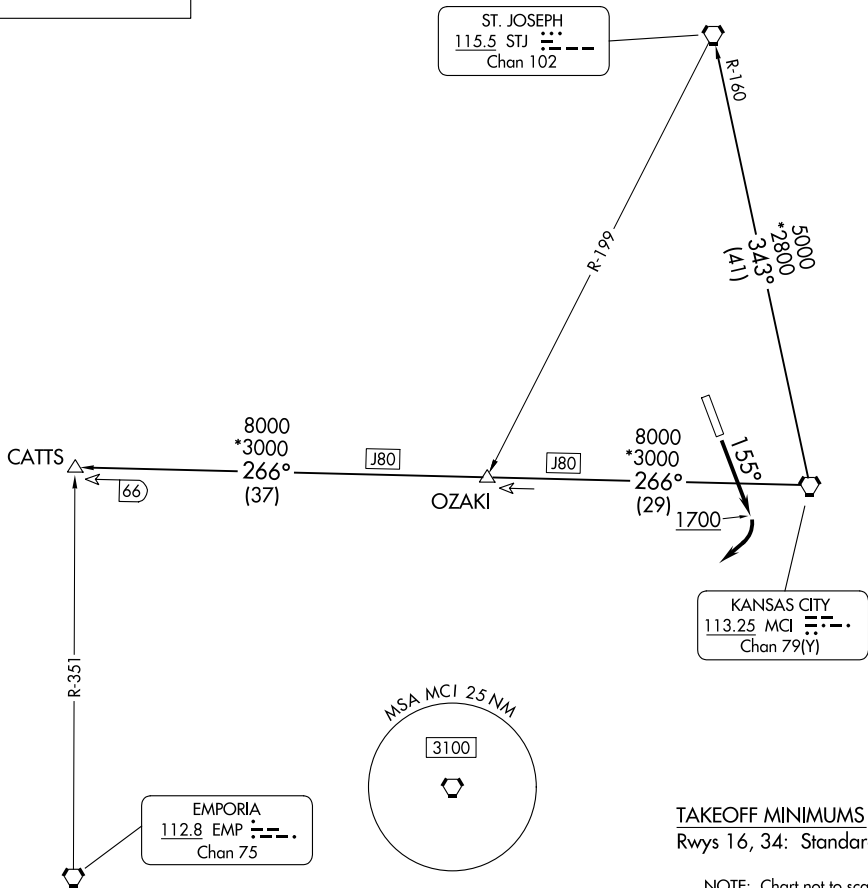 ST. JOSEPH
115.5 STJ
Chan 102
R-160
R-199
5000
*2800
343°
(41)
8000
*3000
266°
(37)
J80
CATTS
66
OZAKI
J80
8000
*3000
266°
(29)
155°
1700
KANSAS CITY
113.25 MCI
Chan 79(Y)
R-351
MSA MCI 25 NM
3100
EMPORIA
112.8 EMP
Chan 75
TAKEOFF MINIMUMS
Rwys 16, 34: Standar
NOTE: Chart not to sca